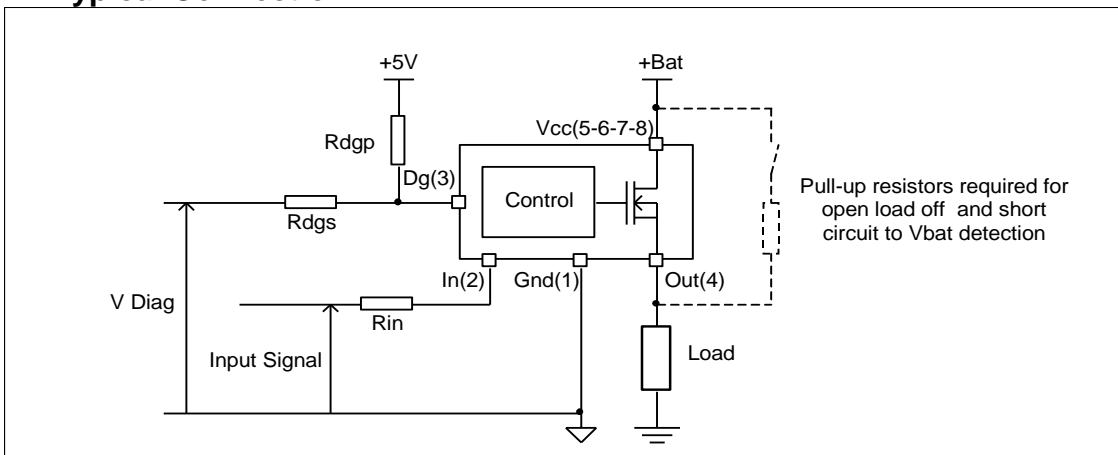 +5V
+Bat
Rdgp
Vcc(5-6-7-8)
Dg(3)
Control
Rdgs
Pull-up resistors required for
open load off and short
circuit to Vbat detection
In(2)
Gnd(1)
Out(4)
V Diag
Rin
Input Signal
Load